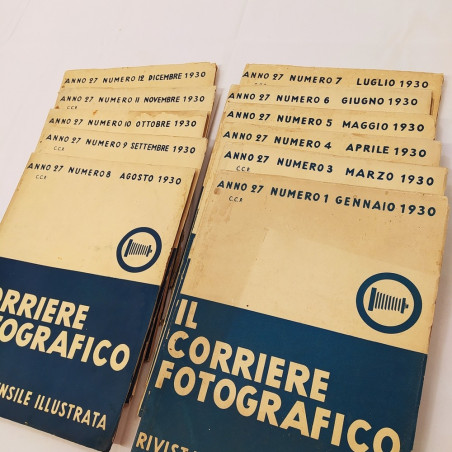 ANNO 27 NUMERO 12 DICEMBRE 1930
ANNO 27 NUMERO 11 NOVEMBRE 1930
C.C.P.
ANNO 27 NUMERO 10 OTTOBRE 1930
ANNO 27 NUMERO 9 SETTEMBRE 1930
C.C.P.
ANNO 27 NUMERO 8 AGOSTO 1930
C.C.P.
ORRIERE
TOGRAFICO
ENSILE ILLUSTRATA
ANNO 27 NUMERO 7 LUGLIO 1930
ANNO 27 NUMERO 6 GIUGNO 1930
ANNO 27 NUMERO 5 MAGGIO 1930
ANNO 27 NUMERO 4 APRILE 1930
ANNO 27 NUMERO 3 MARZO 1930
C.C.P.
ANNO 27 NUMERO 1 GENNAIO 1930
C.C.P.
IL
CORRIERE
FOTOGRAFICO
RIVIST